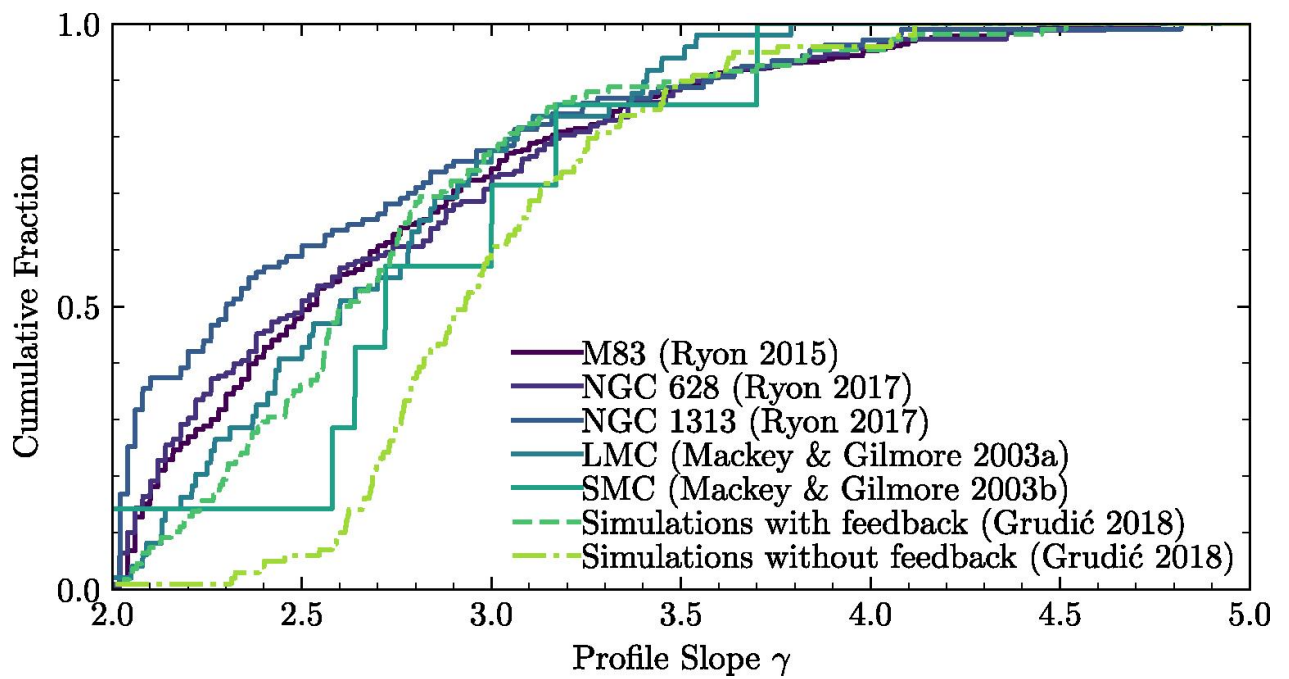 1.0
0.5
0.0
Cumulative Fraction
M83 (Ryon 2015)
NGC 628 (Ryon 2017)
NGC 1313 (Ryon 2017)
LMC (Mackey & Gilmore 2003a)
SMC (Mackey & Gilmore 2003b)
Simulations with feedback (Grudić 2018)
Simulations without feedback (Grudić 2018)
2.0 2.5 3.0 3.5 4.0 4.5 5.0
Profile Slope γ